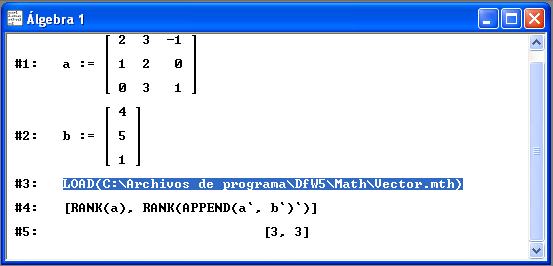 Álgebra 1
2 3 -1
#1: a := 1 2 0
0 3 1
4
#2: b := 5
1
#3: LOAD(C:\Archivos de programa\DfW5\Math\Vector.mth)
#4: [RANK(a), RANK(APPEND(a`, b`)`)]
#5: [3, 3]